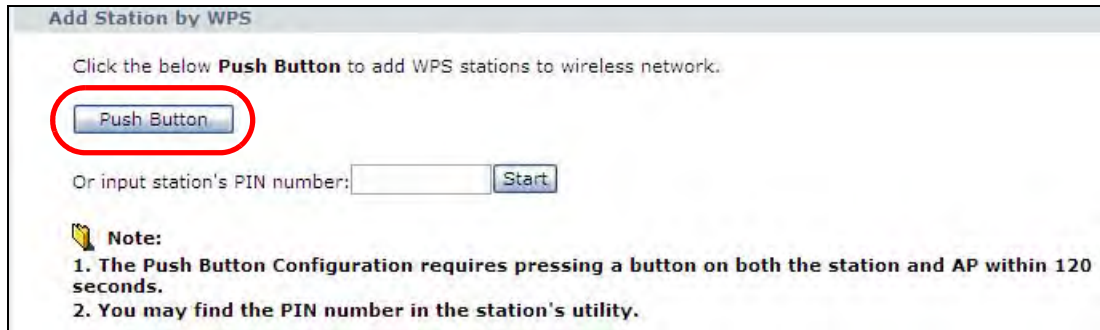 Add Station by WPS
Click the below Push Button to add WPS stations to wireless network.
Push Button
Or input station's PIN number: Start
Note:
1. The Push Button Configuration requires pressing a button on both the station and AP within 120
seconds.
2. You may find the PIN number in the station's utility.